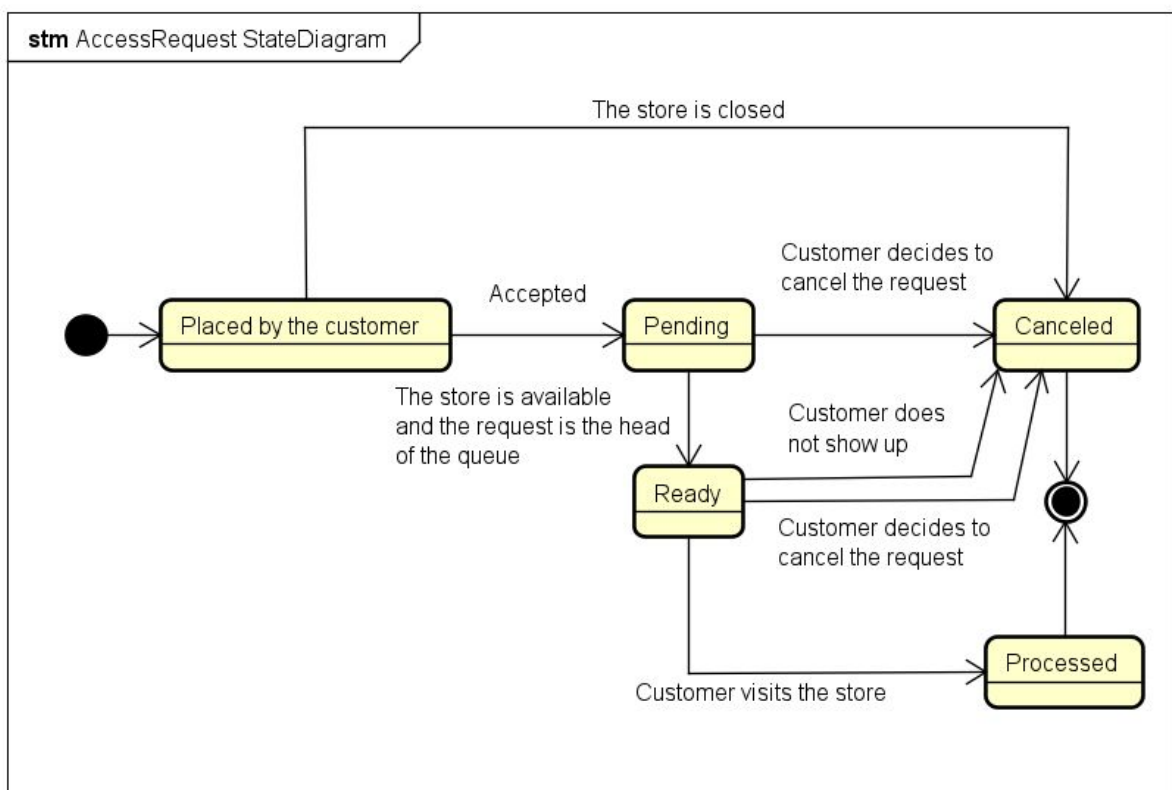 stm AccessRequest StateDiagram
The store is closed
Customer decides to
cancel the request
Accepted
Placed by the customer
Pending
Canceled
The store is available
and the request is the head
of the queue
Customer does
not show up
Ready
Customer decides to
cancel the request
Processed
Customer visits the store